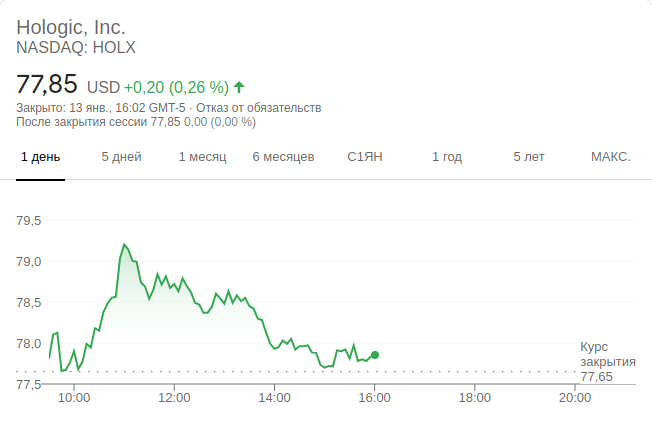 Hologic, Inc.
NASDAQ: HOLX
77,85 USD +0,20 (0,26 %)
Закрыто: 13 янв., 16:02 GMT-5 · Отказ от обязательств
После закрытия сессии 77,85 0,00 (0,00 %)
1 день 5 дней 1 месяц 6 месяцев С1ЯН 1 год 5 лет МАКС.
79,5
79,0
78,5
78,0
77,5
Курс
закрытия
77,65
10:00 12:00 14:00 16:00 18:00 20:00